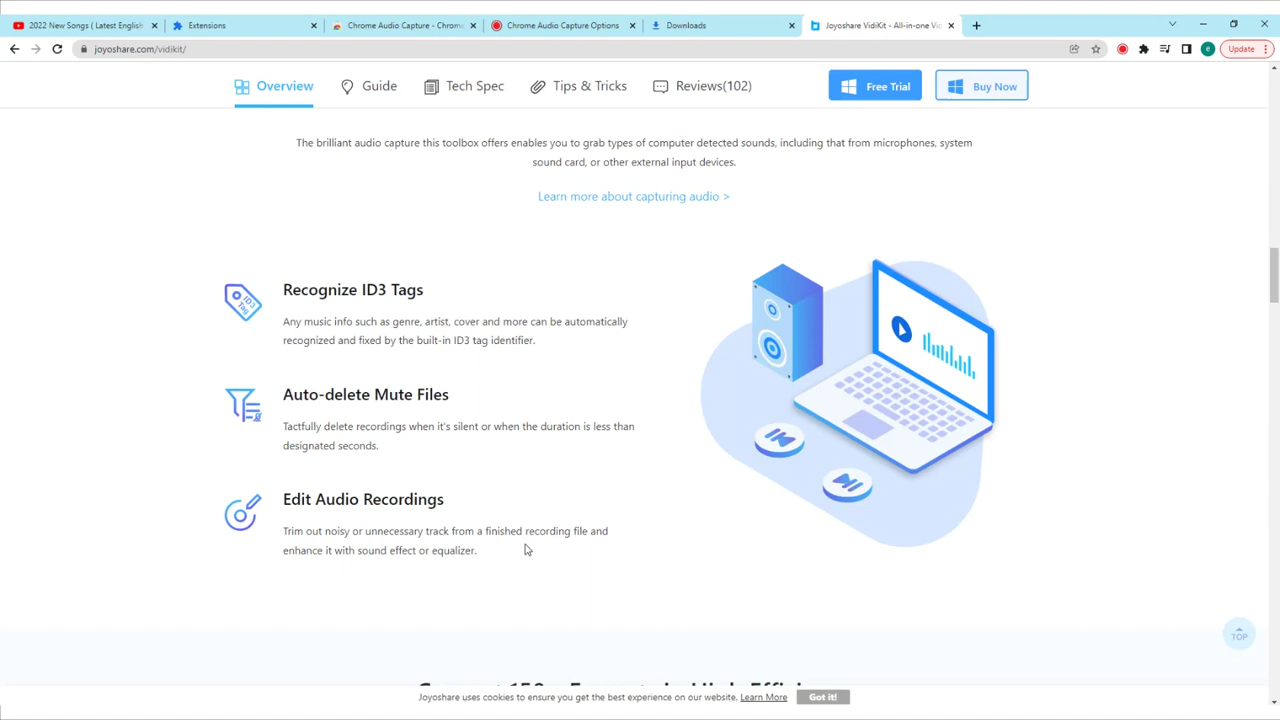 2022 New Songs ( Latest English
Extensions
Chrome Audio Capture - Chrom
Chrome Audio Capture Options
Downloads
Joyoshare VidiKit - All-in-one Vi
joyoshare.com/vidikit/
e
Update
Overview
Guide
Tech Spec
Tips & Tricks
Reviews(102)
Free Trial
Buy Now
The brilliant audio capture this toolbox offers enables you to grab types of computer detected sounds, including that from microphones, system
sound card, or other external input devices.
Learn more about capturing audio >
ID3
Tag
Recognize ID3 Tags
Any music info such as genre, artist, cover and more can be automatically
recognized and fixed by the built-in ID3 tag identifier.
Auto-delete Mute Files
Tactfully delete recordings when it's silent or when the duration is less than
designated seconds.
Edit Audio Recordings
Trim out noisy or unnecessary track from a finished recording file and
enhance it with sound effect or equalizer.
TOP
Joyoshare uses cookies to ensure you get the best experience on our website. Learn More
Got it!